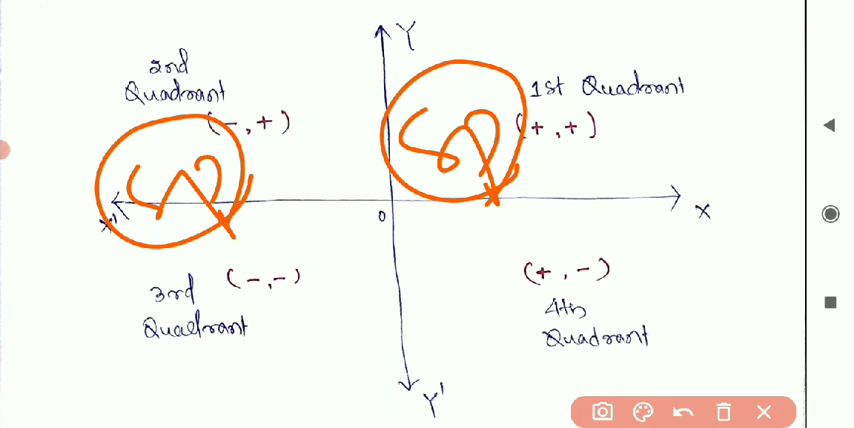 Y
2nd
Quadrant
(-,+)
1st Quadrant
(+,+)
X'
0
X
(-,-)
3rd
Quadrant
(+,-)
4th
Quadrant
Y'